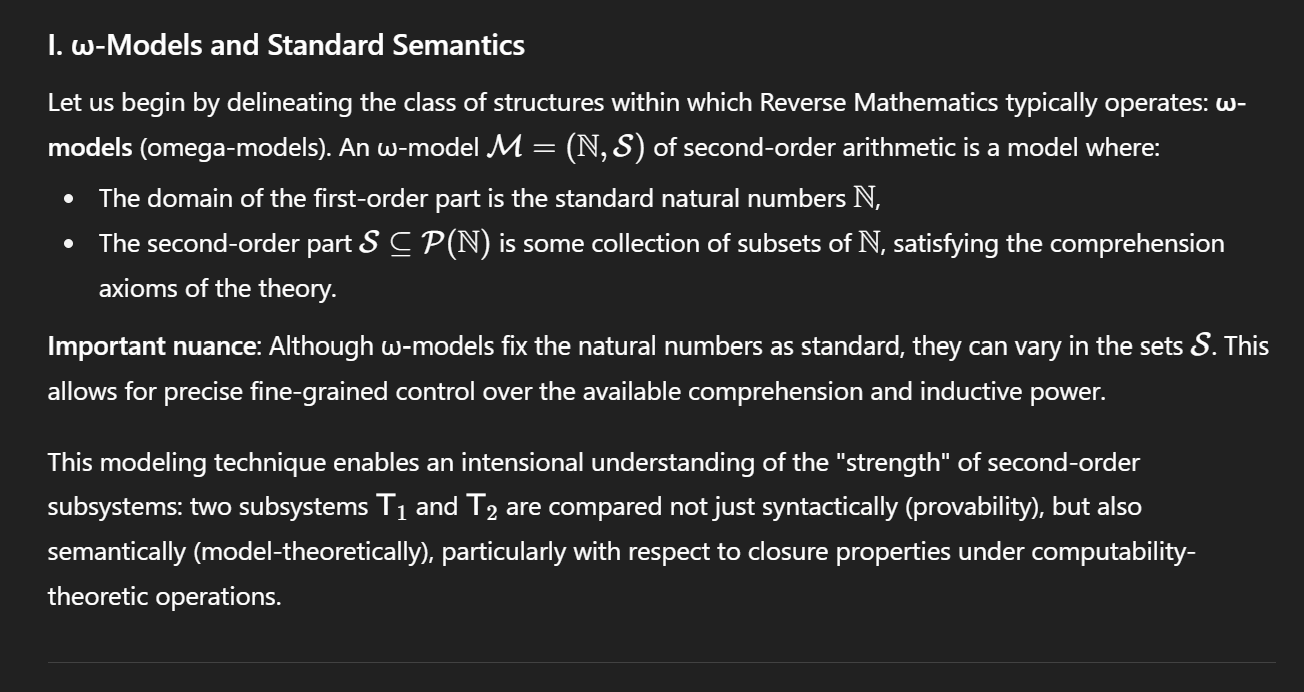 I. ω-Models and Standard Semantics
Let us begin by delineating the class of structures within which Reverse Mathematics typically operates: ω-
models (omega-models). An ω-model ℳ = (ℕ, 𝒮) of second-order arithmetic is a model where:
• The domain of the first-order part is the standard natural numbers ℕ,
• The second-order part 𝒮 ⊆ 𝒫(ℕ) is some collection of subsets of ℕ, satisfying the comprehension
axioms of the theory.
Important nuance: Although ω-models fix the natural numbers as standard, they can vary in the sets 𝒮. This
allows for precise fine-grained control over the available comprehension and inductive power.
This modeling technique enables an intensional understanding of the "strength" of second-order
subsystems: two subsystems T₁ and T₂ are compared not just syntactically (provability), but also
semantically (model-theoretically), particularly with respect to closure properties under computability-
theoretic operations.